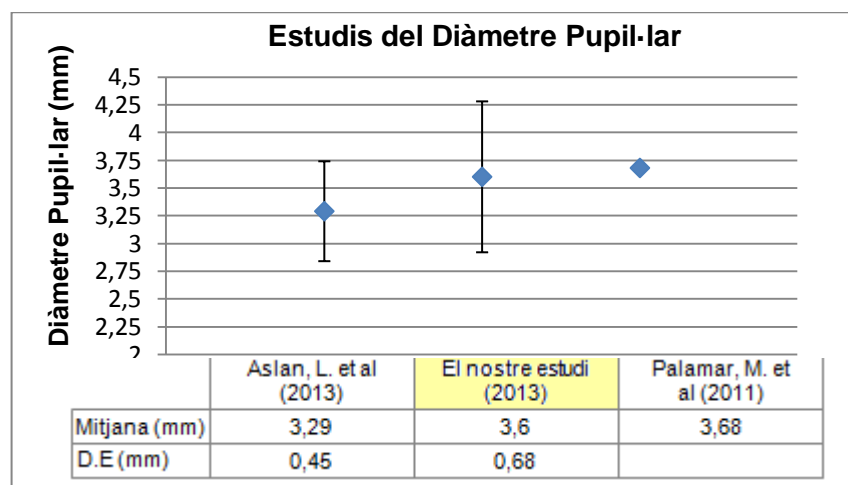 Estudis del Diàmetre Pupil·lar
Diàmetre Pupil·lar (mm)
4,5
4,25
4
3,75
3,5
3,25
3
2,75
2,5
2,25
2
Aslan, L. et al
(2013)
El nostre estudi
(2013)
Palamar, M. et
al (2011)
Mitjana (mm) 3,29 3,6 3,68
D.E (mm) 0,45 0,68